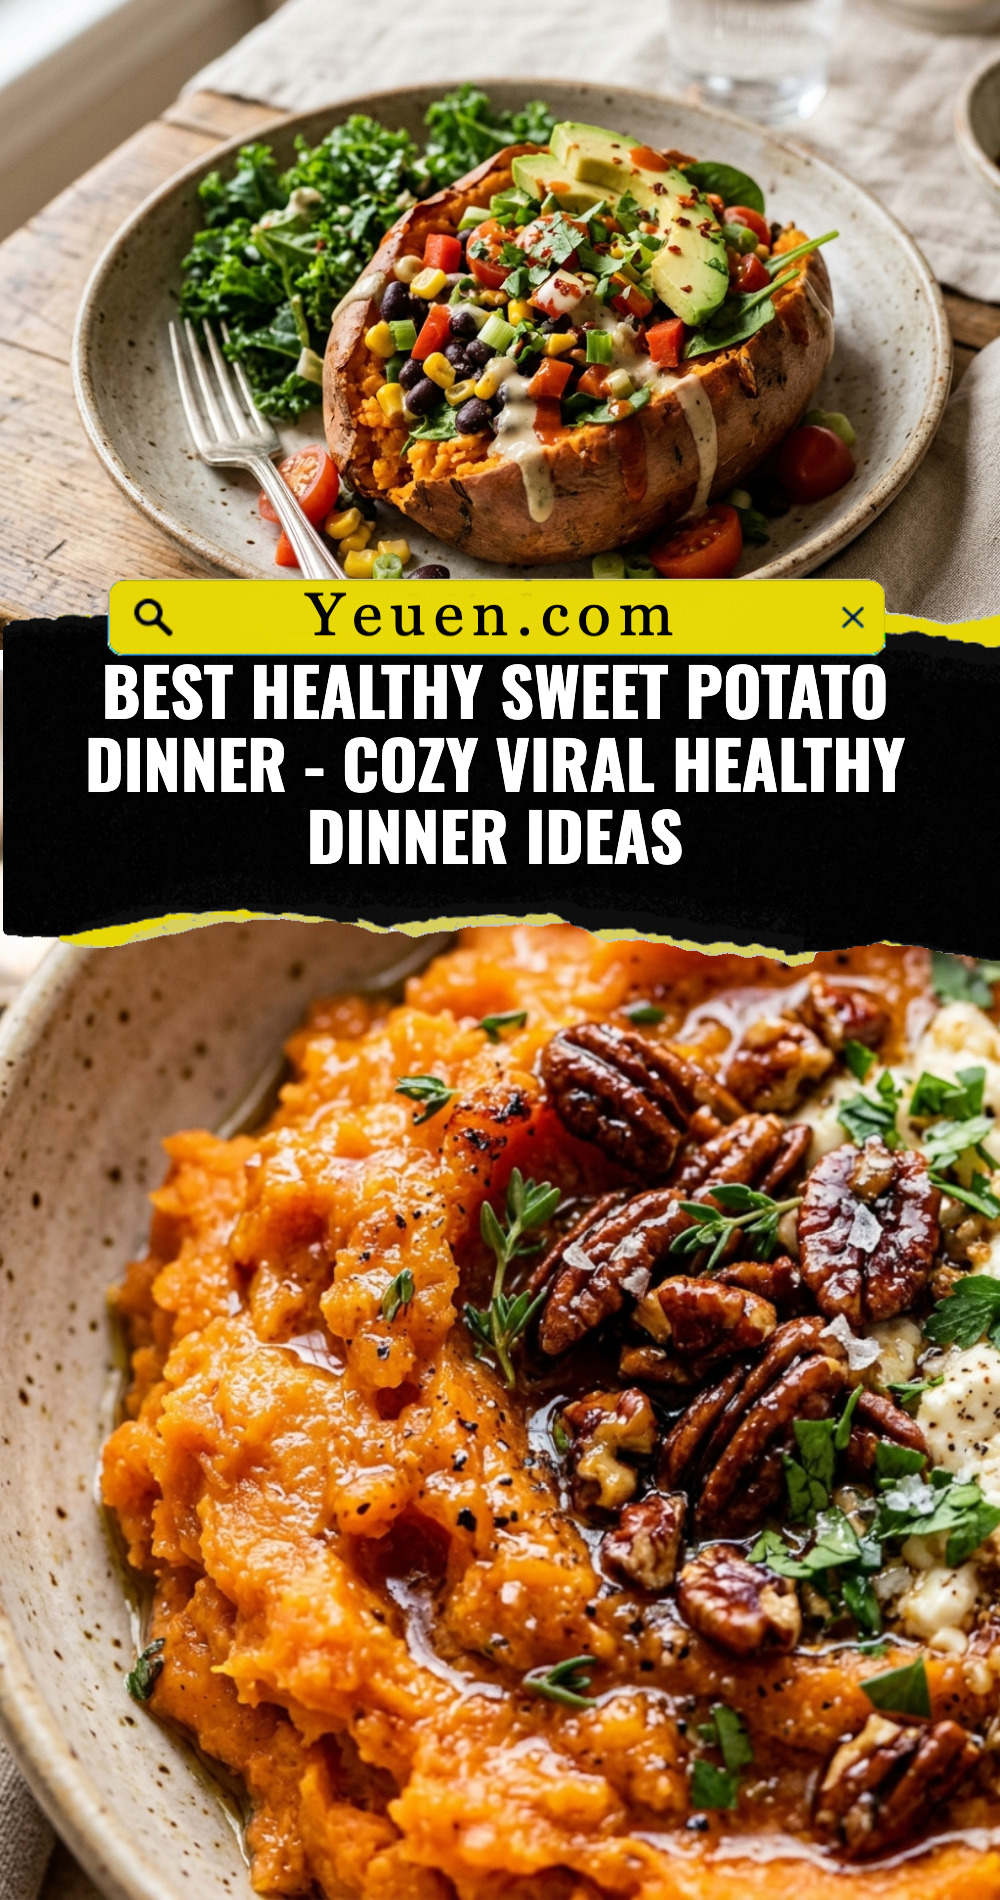 Yeuen.com
BEST HEALTHY SWEET POTATO
DINNER - COZY VIRAL HEALTHY
DINNER IDEAS